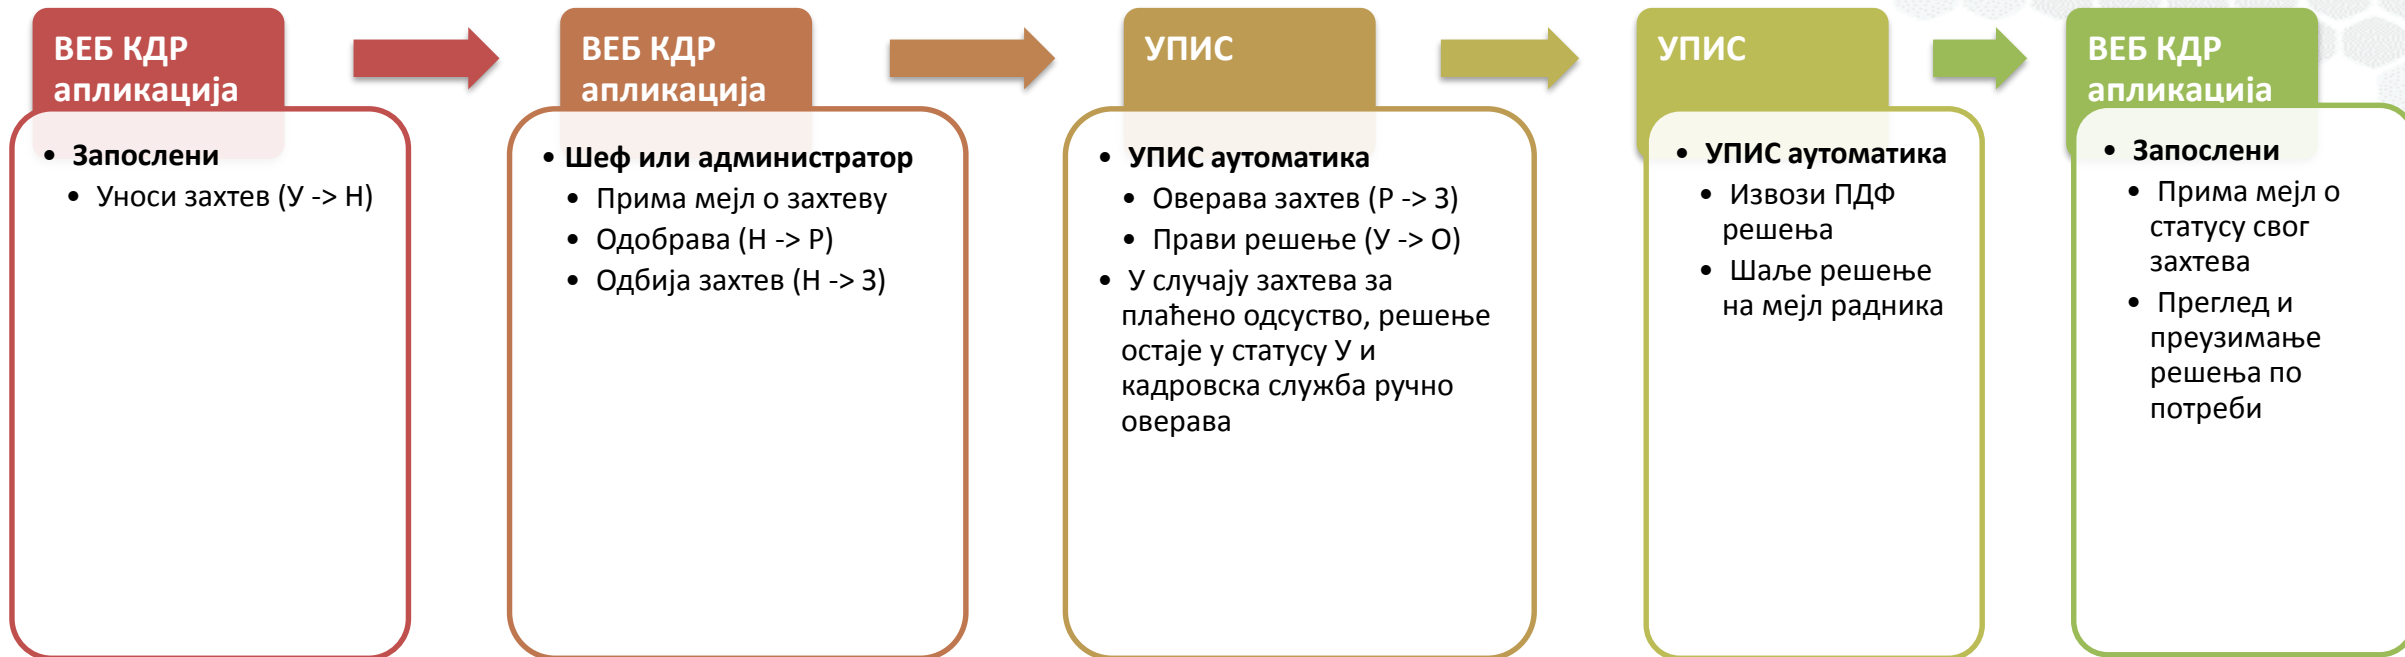 ВЕБ КДР
апликација
• Запослени
• Уноси захтев (У -> Н)
ВЕБ КДР
апликација
• Шеф или администратор
• Прима мејл о захтеву
• Одобрава (Н -> Р)
• Одбија захтев (Н -> З)
УПИС
• УПИС аутоматика
• Оверава захтев (Р -> З)
• Прави решење (У -> О)
• У случају захтева за
плаћено одсуство, решење
остаје у статусу У и
кадровска служба ручно
оверава
УПИС
• УПИС аутоматика
• Извози ПДФ
решења
• Шаље решење
на мејл радника
ВЕБ КДР
апликација
• Запослени
• Прима мејл о
статусу свог
захтева
• Преглед и
преузимање
решења по
потреби